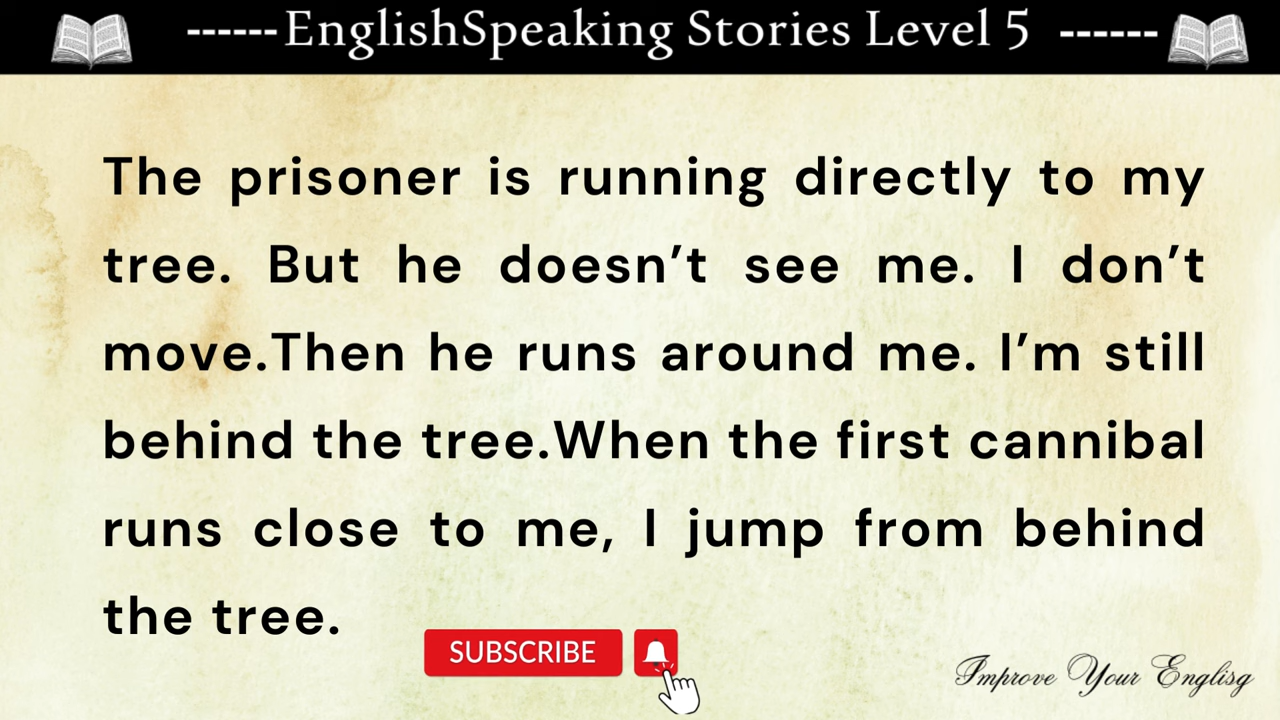 ------EnglishSpeaking Stories Level 5 ------
The prisoner is running directly to my
tree. But he doesn’t see me. I don’t
move.Then he runs around me. I’m still
behind the tree.When the first cannibal
runs close to me, I jump from behind
the tree.
SUBSCRIBE
Improve Your Englisg